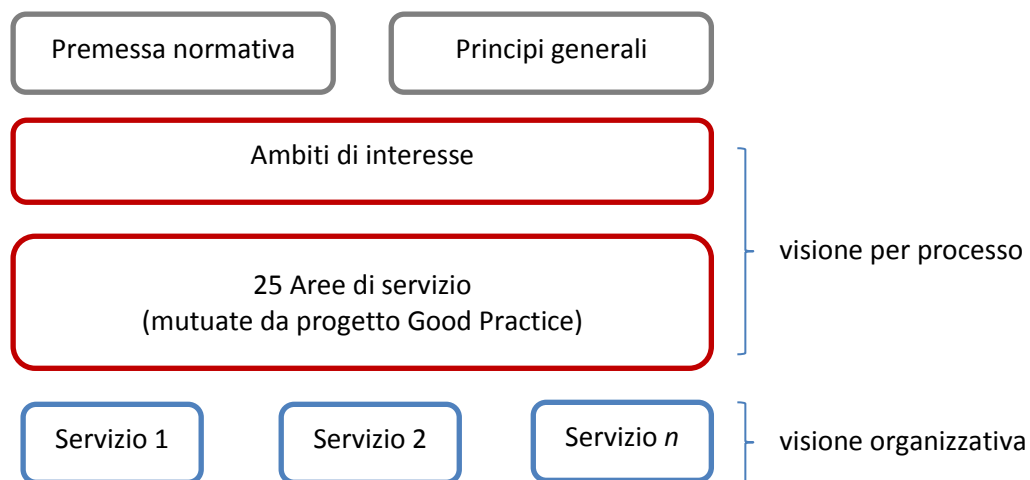 Premessa normativa
Principi generali
Ambiti di interesse
visione per processo
25 Aree di servizio
(mutuate da progetto Good Practice)
Servizio 1
Servizio 2
Servizio n
visione organizzativa